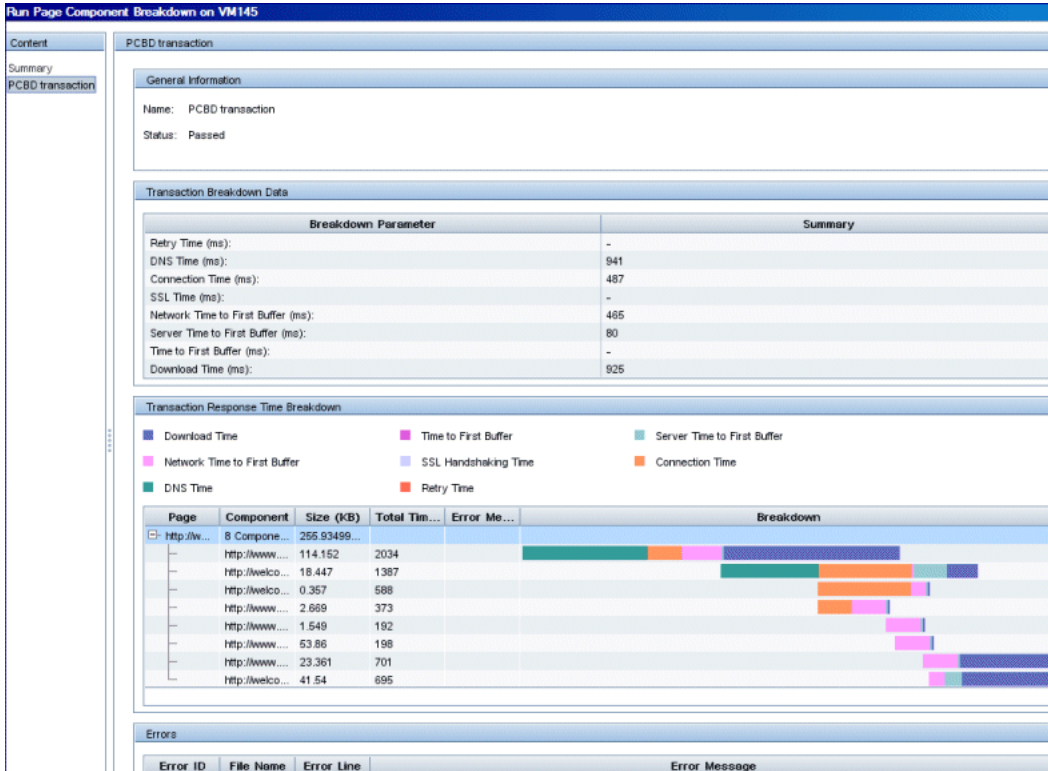 Run Page Component Breakdown on VM145
Content
PCBD transaction
Summary
PCBD transaction
General Information
Name: PCBD transaction
Status: Passed
Transaction Breakdown Data
Breakdown Parameter Summary
Retry Time (ms): -
DNS Time (ms): 941
Connection Time (ms): 487
SSL Time (ms): -
Network Time to First Buffer (ms): 465
Server Time to First Buffer (ms): 80
Time to First Buffer (ms): -
Download Time (ms): 925
Transaction Response Time Breakdown
Download Time Time to First Buffer Server Time to First Buffer
Network Time to First Buffer SSL Handshaking Time Connection Time
DNS Time Retry Time
Page Component Size (KB) Total Tim... Error Me... Breakdown
http://w... 8 Compone... 255.93499...
http://www.... 114.152 2034
http://welco... 18.447 1387
http://welco... 0.357 588
http://www.... 2.669 373
http://www.... 1.549 192
http://www.... 53.86 198
http://www.... 23.361 701
http://welco... 41.54 695
Errors
Error ID File Name Error Line Error Message